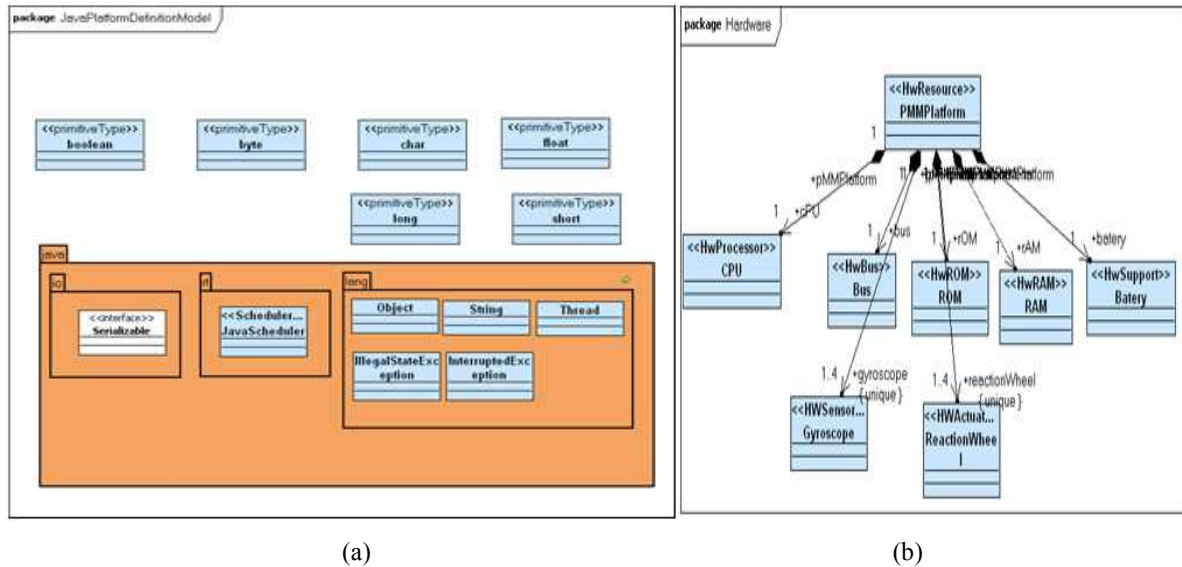 package JavaPlatformDefinitionModel
<<primitiveType>>
boolean
<<primitiveType>>
byte
<<primitiveType>>
char
<<primitiveType>>
float
<<primitiveType>>
long
<<primitiveType>>
short
java
io
<<interface>>
Serializable
rt
<<Scheduler...
JavaScheduler
lang
Object
String
Thread
IllegalStateExc
eption
InterruptedExc
eption
(a)
package Hardware
<<HwResource>>
PMMPlatform
1
+pMMPlatform
1 +cPU
+bus
1
1 +rOM
1 +rAM
1 +batery
<<HwProcessor>>
CPU
<<HwBus>>
Bus
<<HwROM>>
ROM
<<HwRAM>>
RAM
<<HwSupport>>
Batery
1..4 +gyroscope
{unique}
1..4 +reactionWheel
{unique}
<<HWSensor...
Gyroscope
<<HWActuat...
ReactionWhee
l
(b)